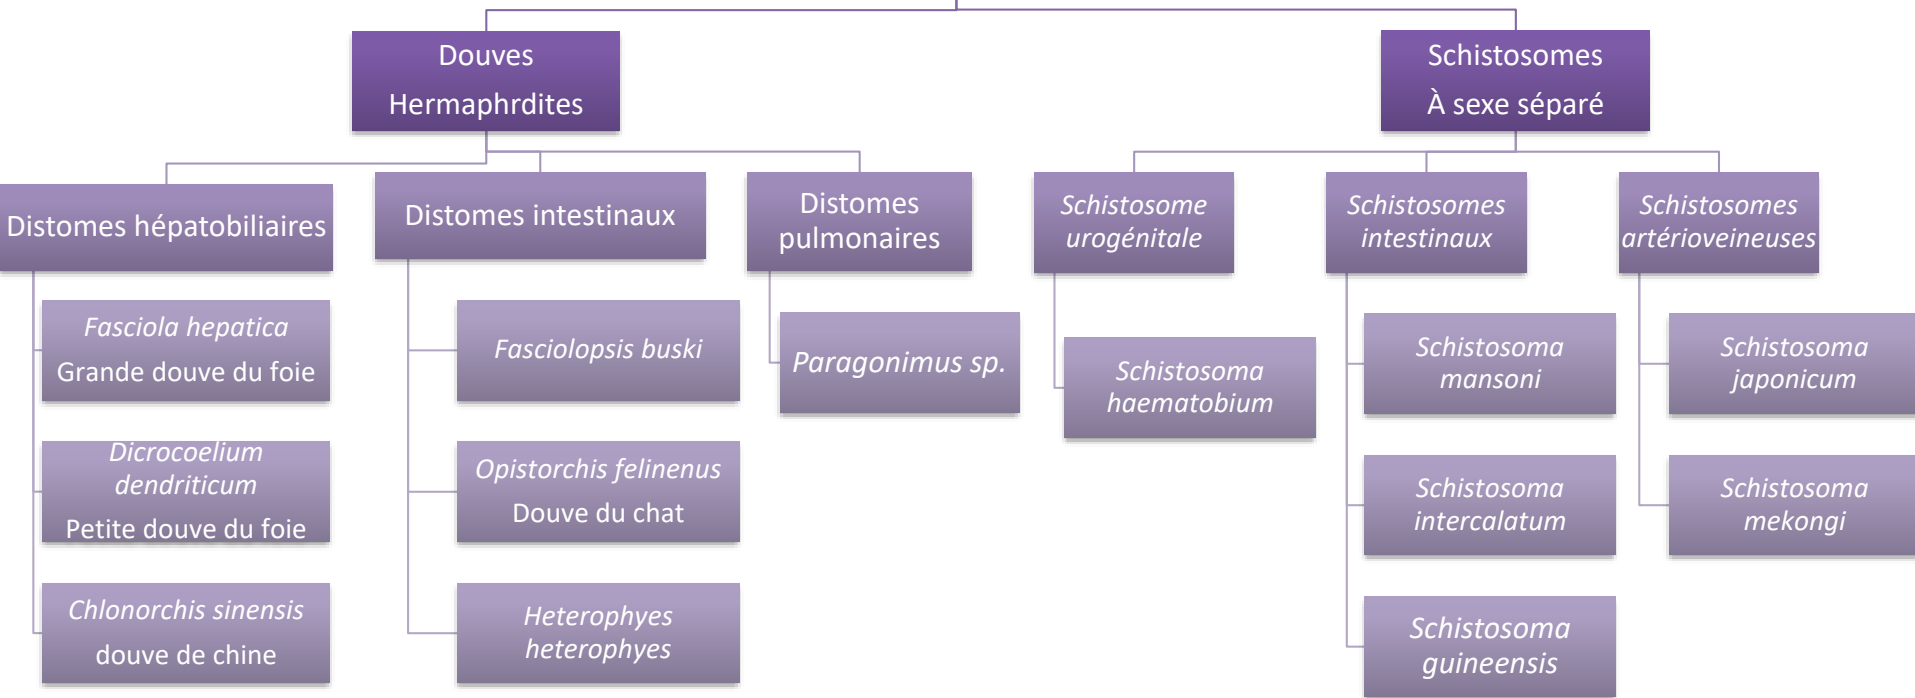 Douves
Hermaphrdites
Schistosomes
À sexe séparé
Distomes hépatobiliaires
Distomes intestinaux
Distomes
pulmonaires
Schistosome
urogénitale
Schistosomes
intestinaux
Schistosomes
artérioveineuses
Fasciola hepatica
Grande douve du foie
Dicrocoelium
dendriticum
Petite douve du foie
Chlonorchis sinensis
douve de chine
Fasciolopsis buski
Opistorchis felinenus
Douve du chat
Heterophyes
heterophyes
Paragonimus sp.
Schistosoma
haematobium
Schistosoma
mansoni
Schistosoma
intercalatum
Schistosoma
guineensis
Schistosoma
japonicum
Schistosoma
mekongi